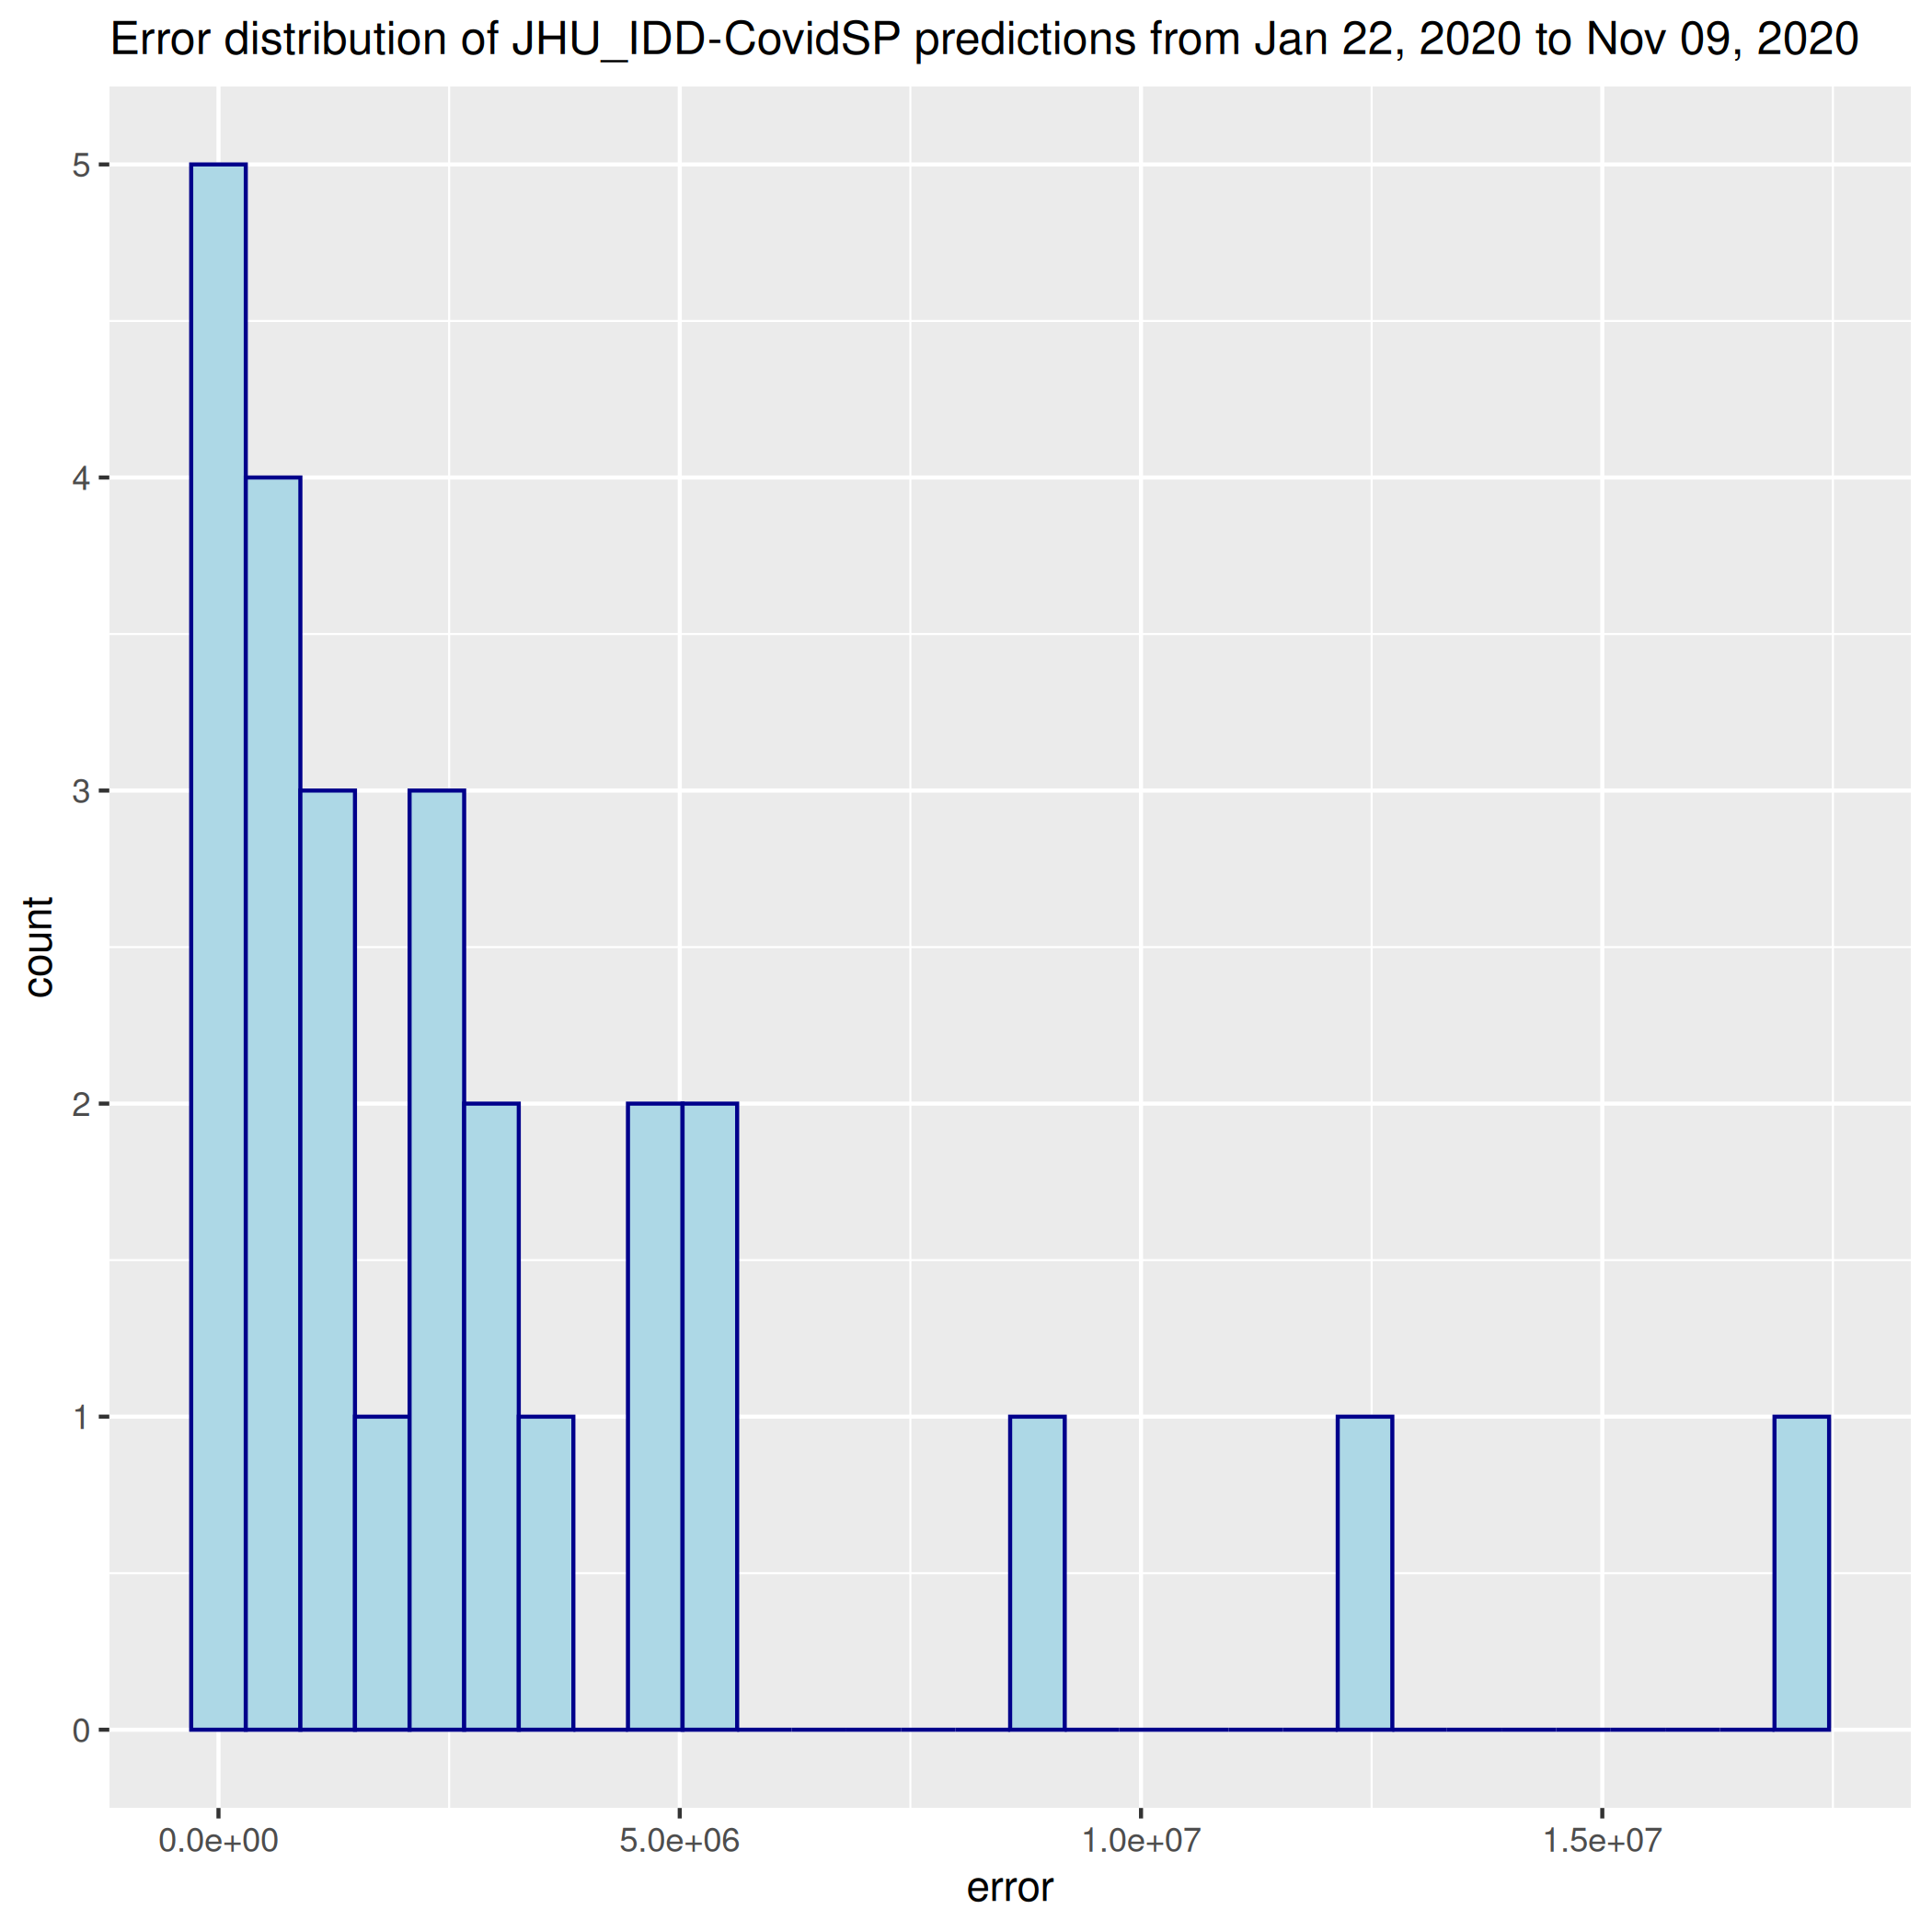 Error distribution of JHU_IDD-CovidSP predictions from Jan 22, 2020 to Nov 09, 2020
5
4
3
2
1
0
count
0.0e+00 5.0e+06 1.0e+07 1.5e+07
error